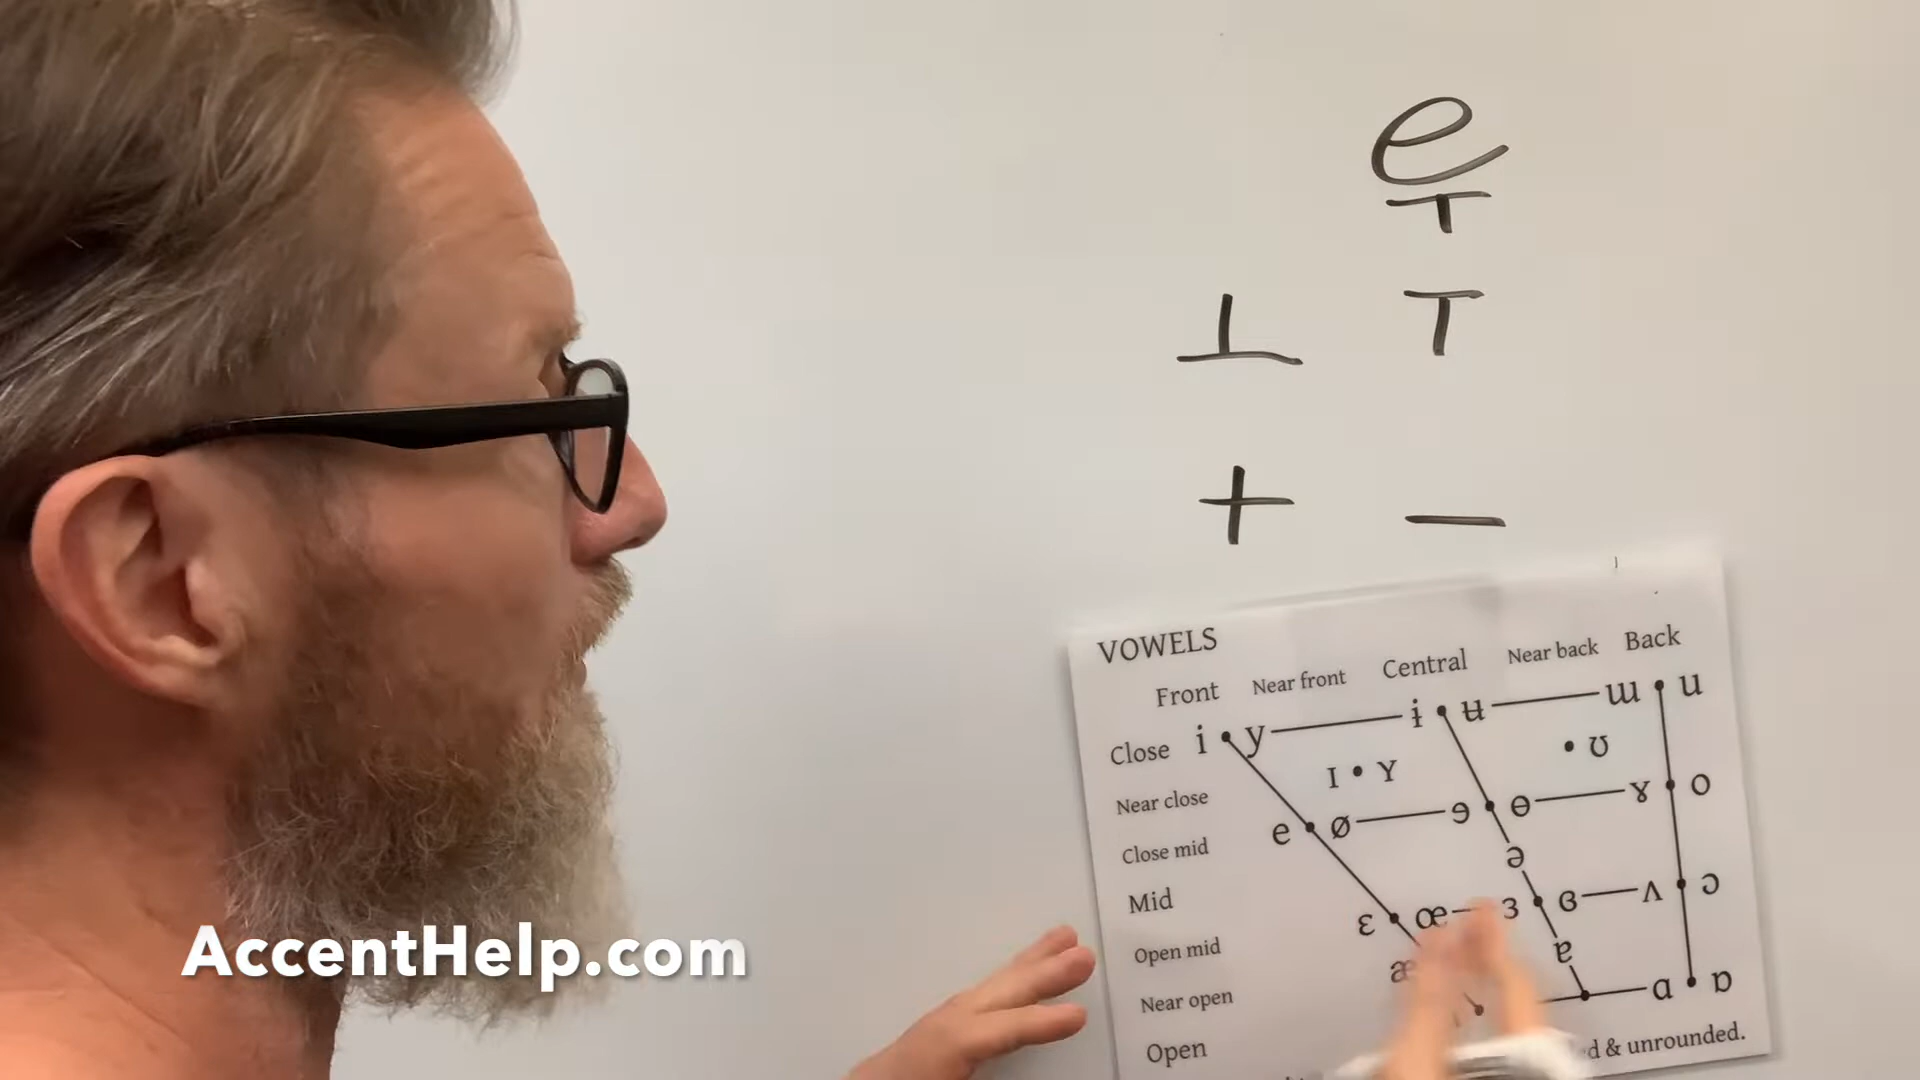 e
˕
⊥ T
+ −
VOWELS
Front Near front Central Near back Back
Close i y ɨ ʉ ɯ u
ɪ ʏ ʊ
Near close
e ø ɘ ɵ ɤ o
Close mid
ə
Mid
ɛ œ ɜ ɞ ʌ ɔ
Open mid
æ ɐ
Near open
ɑ ɒ
Open
& unrounded.
AccentHelp.com